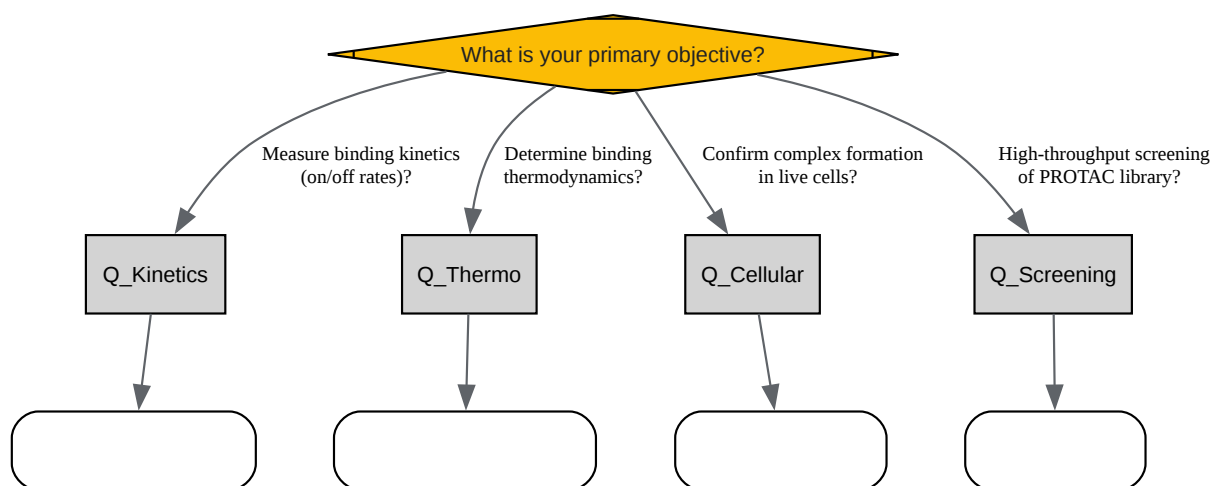 What is your primary objective?
Measure binding kinetics
(on/off rates)?
Determine binding
thermodynamics?
Confirm complex formation
in live cells?
High-throughput screening
of PROTAC library?
Q_Kinetics
Q_Thermo
Q_Cellular
Q_Screening